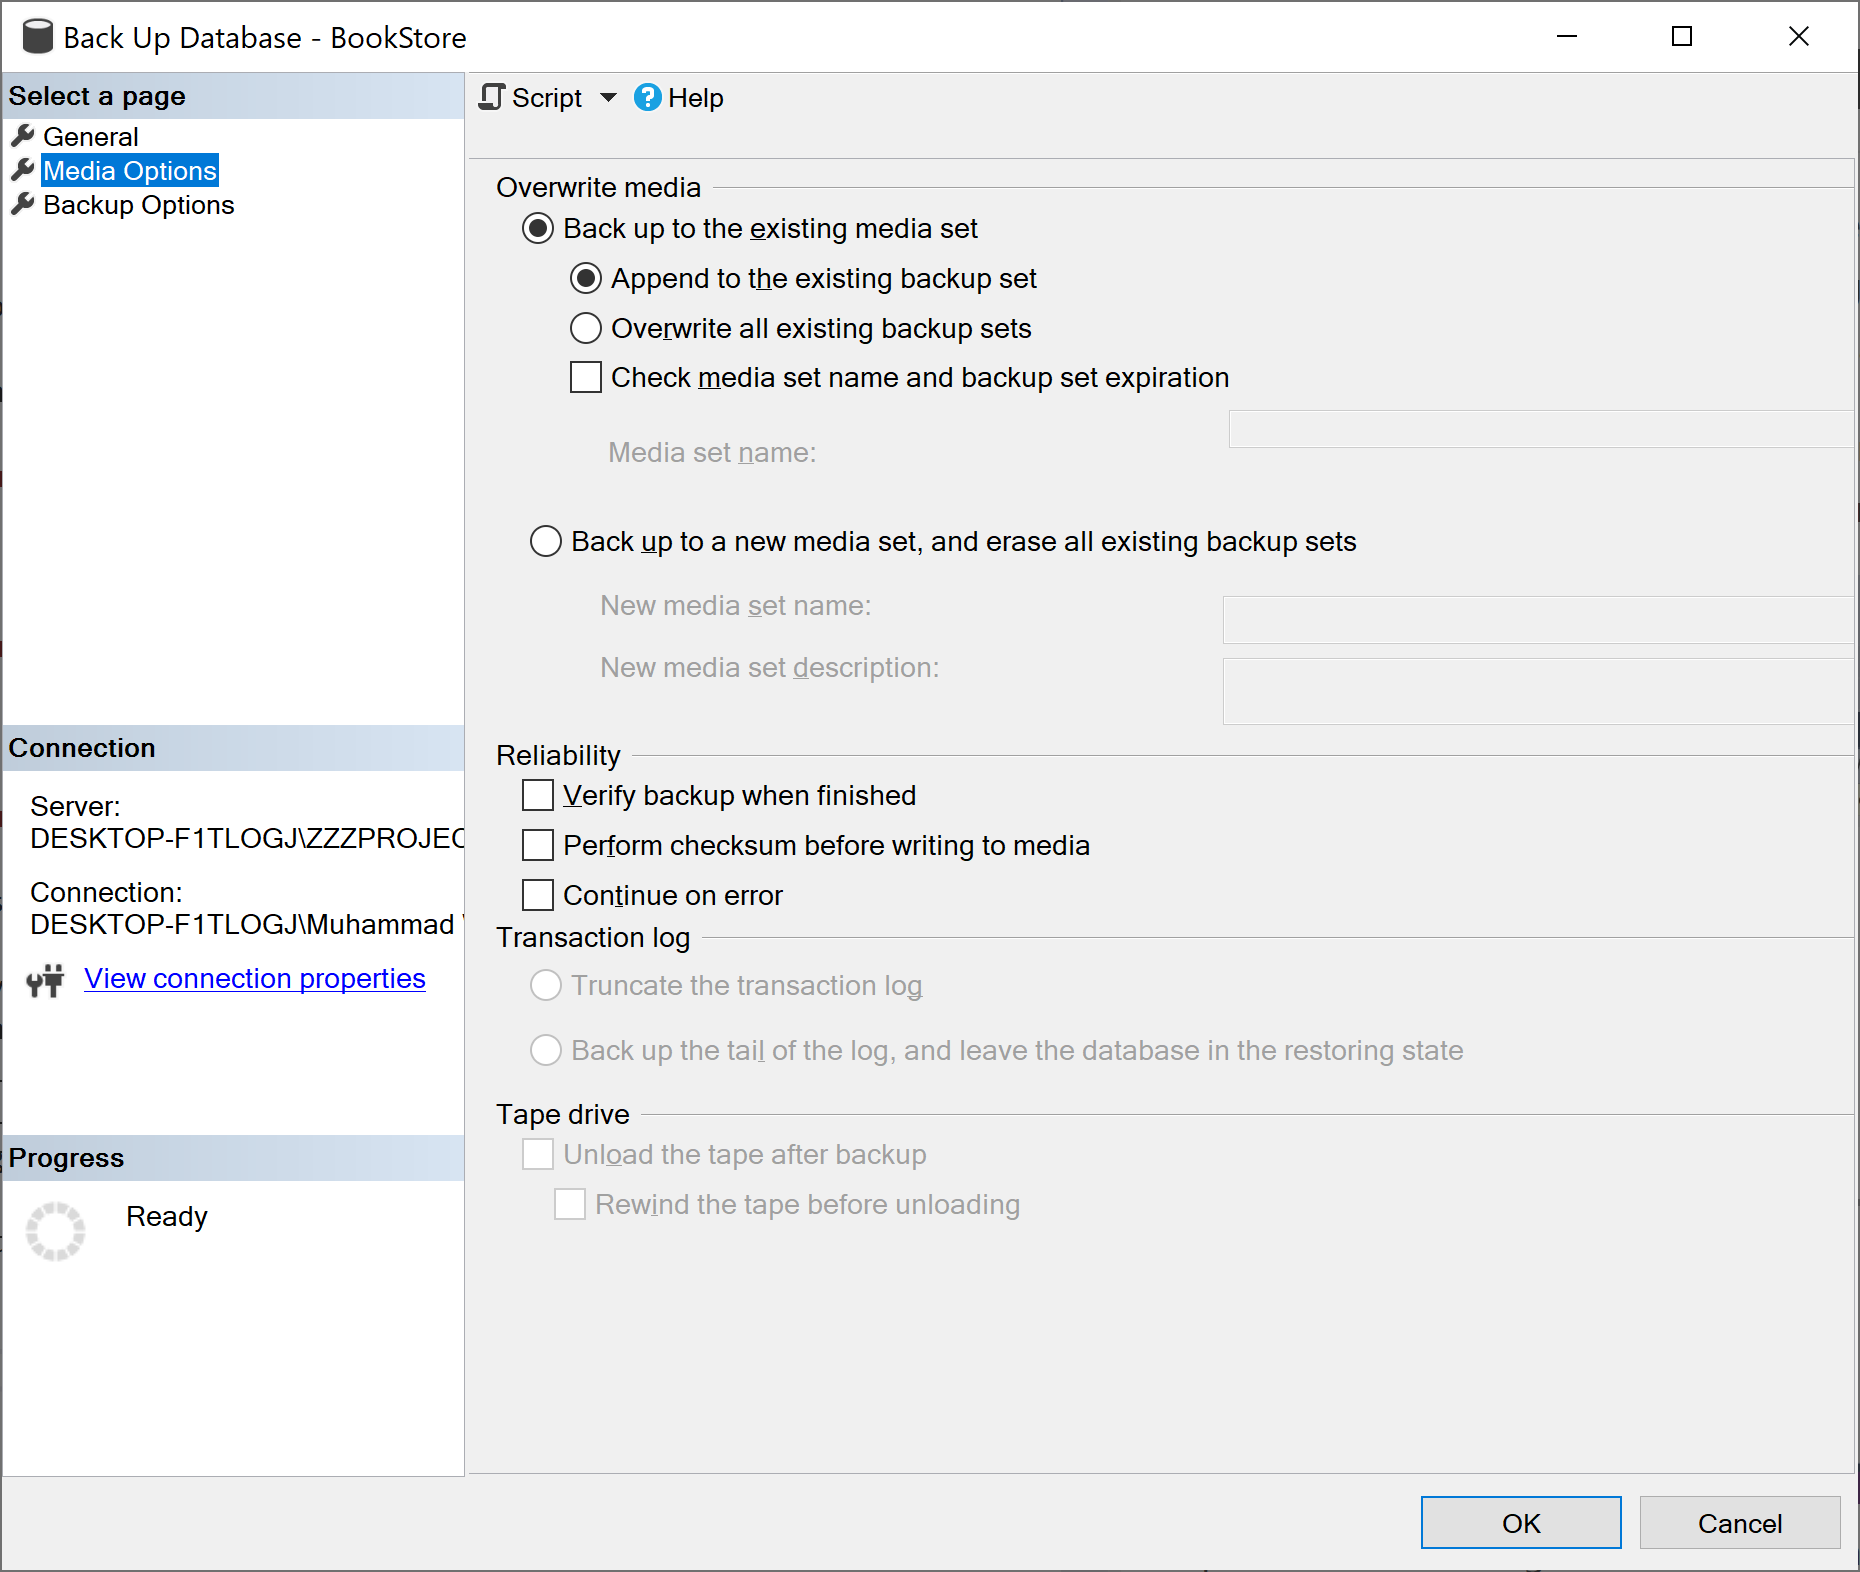 Back Up Database - BookStore
Select a page
General
Media Options
Backup Options
Connection
Server:
DESKTOP-F1TLOGJ\ZZZPROJEC
Connection:
DESKTOP-F1TLOGJ\Muhammad
View connection properties
Progress
Ready
Script
Help
Overwrite media
Back up to the existing media set
Append to the existing backup set
Overwrite all existing backup sets
Check media set name and backup set expiration
Media set name:
Back up to a new media set, and erase all existing backup sets
New media set name:
New media set description:
Reliability
Verify backup when finished
Perform checksum before writing to media
Continue on error
Transaction log
Truncate the transaction log
Back up the tail of the log, and leave the database in the restoring state
Tape drive
Unload the tape after backup
Rewind the tape before unloading
OK
Cancel